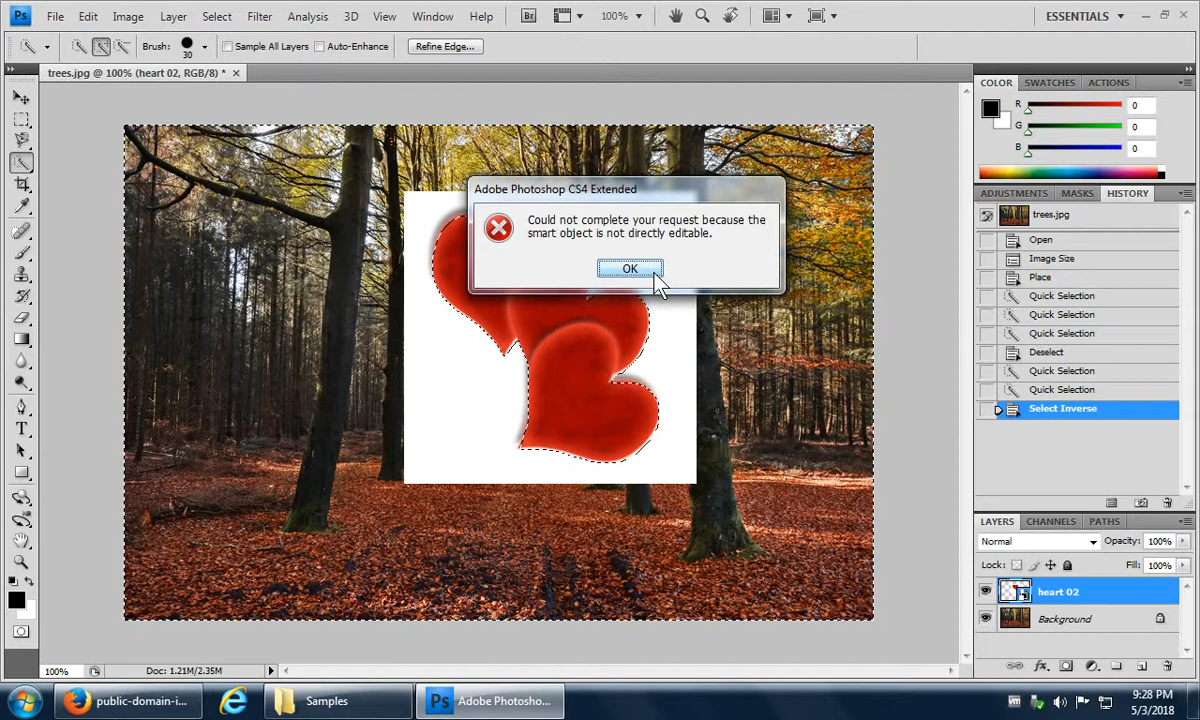 Ps File Edit Image Layer Select Filter Analysis 3D View Window Help Br 100% ESSENTIALS
Brush: 30 Sample All Layers Auto-Enhance Refine Edge...
trees.jpg @ 100% (heart 02, RGB/8) *
COLOR SWATCHES ACTIONS
R 0
G 0
B 0
Adobe Photoshop CS4 Extended
Could not complete your request because the
smart object is not directly editable.
OK
ADJUSTMENTS MASKS HISTORY
trees.jpg
Open
Image Size
Place
Quick Selection
Quick Selection
Quick Selection
Deselect
Quick Selection
Quick Selection
Select Inverse
LAYERS CHANNELS PATHS
Normal Opacity: 100%
Lock: Fill: 100%
heart 02
Background
T
100% Doc: 1.21M/2.35M
public-domain-i... Samples Ps Adobe Photosho...
9:28 PM
5/3/2018